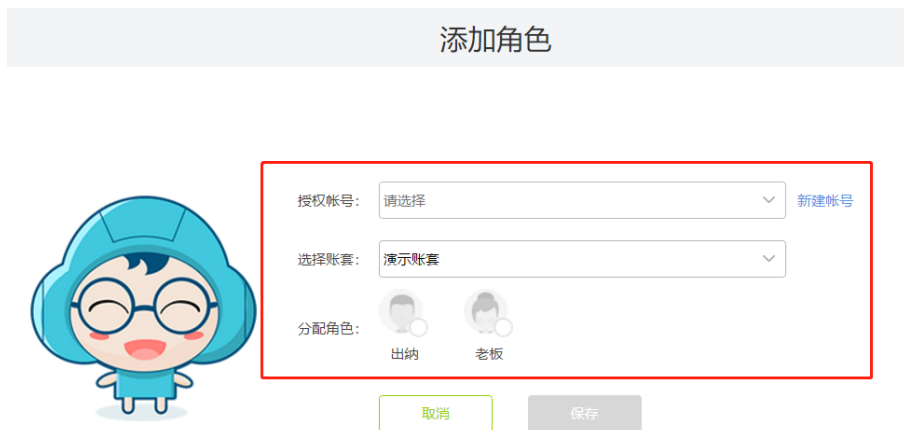 添加角色
授权帐号： 请选择 新建帐号
选择账套： 演示账套
分配角色：
出纳 老板
取消 保存